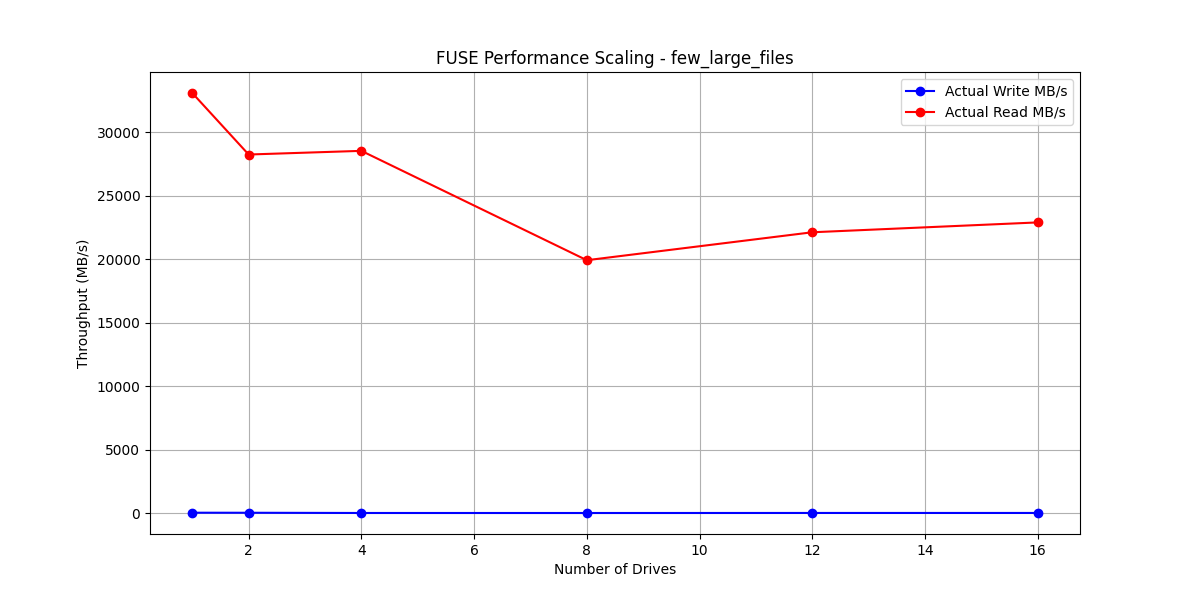 FUSE Performance Scaling - few_large_files
Actual Write MB/s
Actual Read MB/s
Throughput (MB/s)
30000
25000
20000
15000
10000
5000
0
2 4 6 8 10 12 14 16
Number of Drives